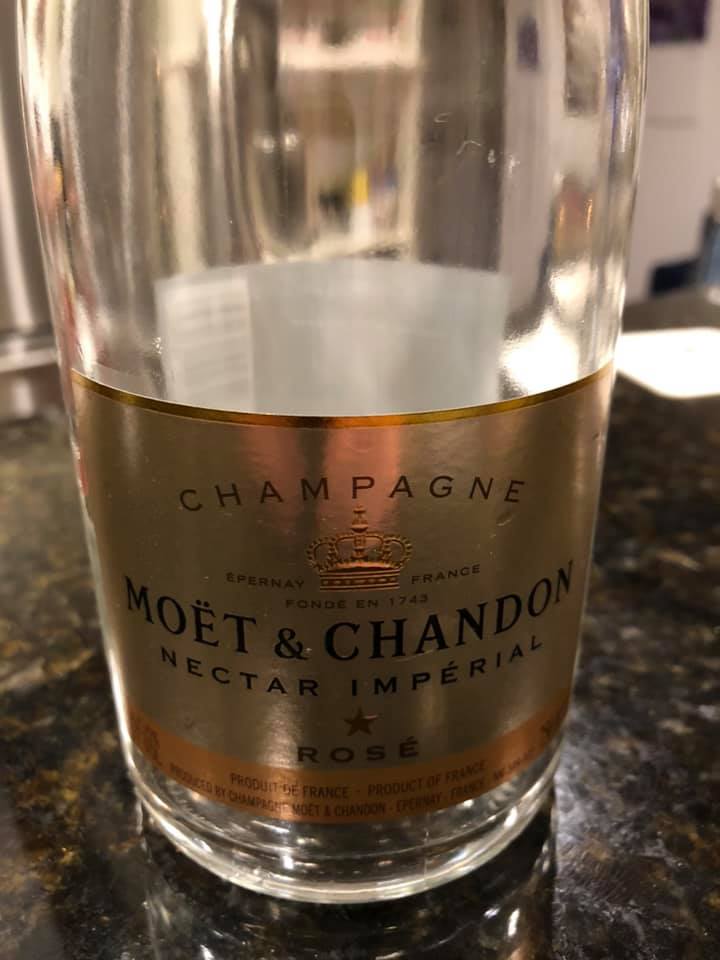 CHAMPAGNE
ÉPERNAY FRANCE
FONDÉ EN 1743
MOËT & CHANDON
NECTAR IMPÉRIAL
ROSÉ
PRODUIT DE FRANCE - PRODUCT OF FRANCE
PRODUCED BY CHAMPAGNE MOËT & CHANDON - EPERNAY - FRANCE